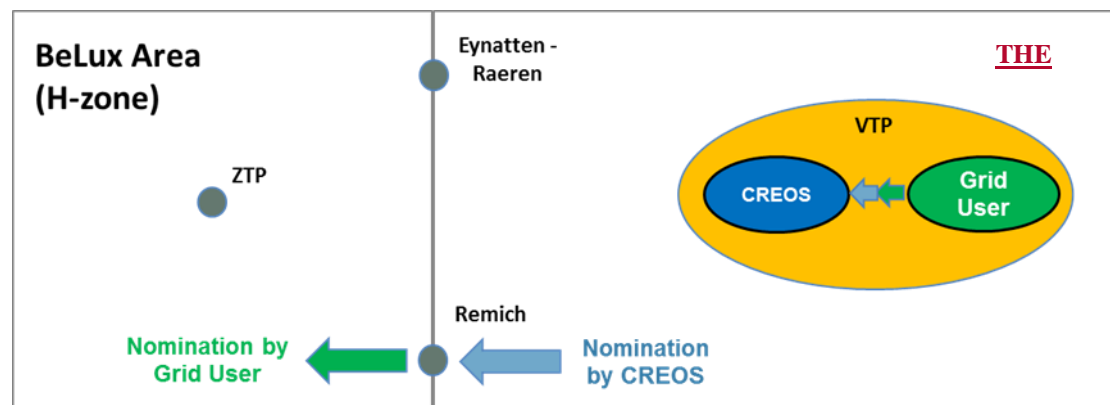 BeLux Area
(H-zone)
Eynatten -
Raeren
THE
VTP
ZTP
CREOS
Grid
User
Remich
Nomination by
Grid User
Nomination
by CREOS